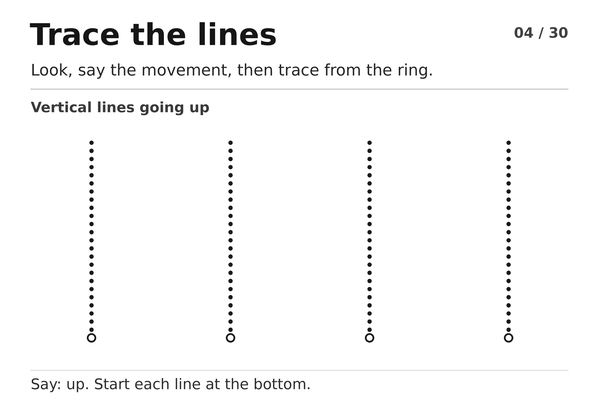 Trace the lines
04 / 30
Look, say the movement, then trace from the ring.
Vertical lines going up
Say: up. Start each line at the bottom.